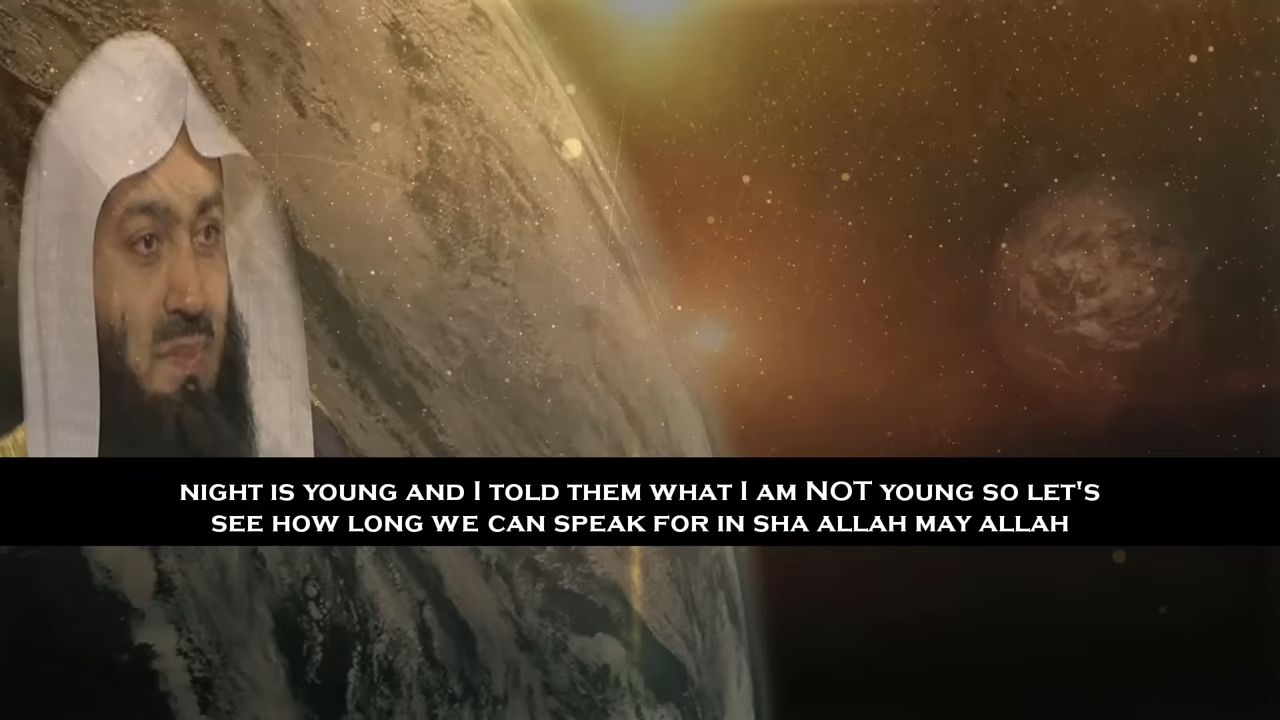 NIGHT IS YOUNG AND I TOLD THEM WHAT I AM NOT YOUNG SO LET'S
SEE HOW LONG WE CAN SPEAK FOR IN SHA ALLAH MAY ALLAH